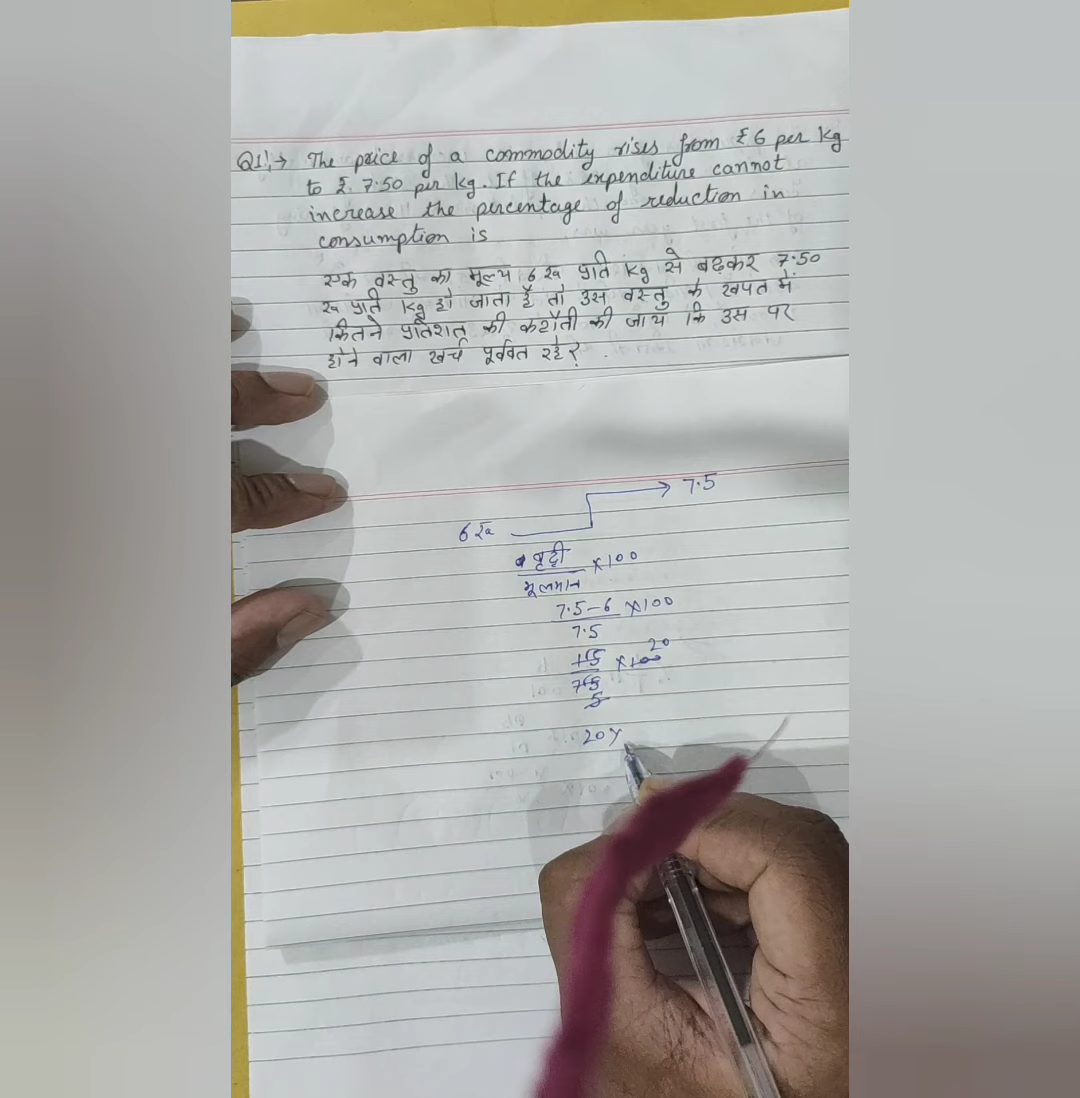 Q1!→ The price of a commodity rises from ₹6 per kg
to ₹. 7.50 per kg. If the expenditure cannot
increase the percentage of reduction in
consumption is
एक वस्तु का मूल्य 6 रु प्रति kg से बढ़कर 7.50
रु प्रति kg हो जाता है तो उस वस्तु के खपत में
कितने प्रतिशत की कटौती की जाय कि उस पर
होने वाला खर्च पूर्ववत रहे?
7.5
6 रु
वृद्वी ×100
मूलमान
7.5-6 ×100
7.5
20
15 ×100
75
5
20%